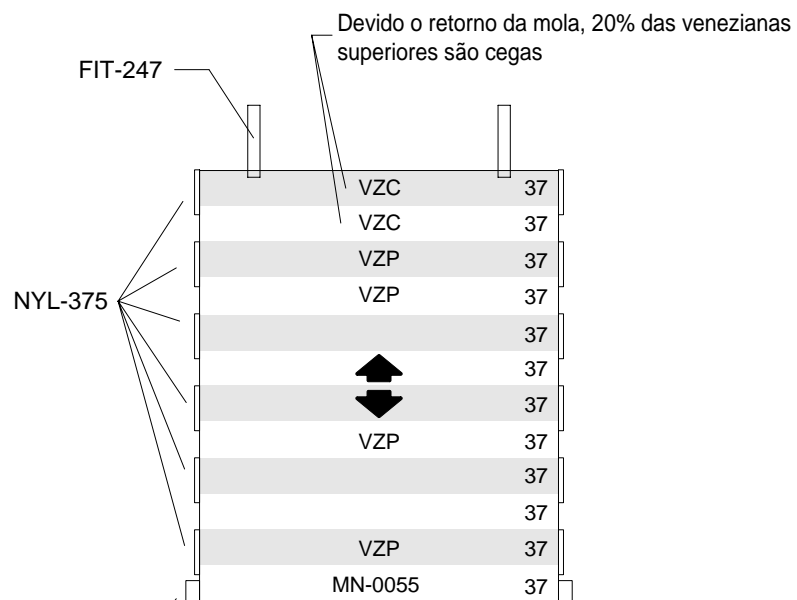 Devido o retorno da mola, 20% das venezianas
superiores são cegas
FIT-247
VZC 37
VZC 37
VZP 37
NYL-375
VZP 37
37
37
37
VZP 37
37
37
VZP 37
MN-0055 37